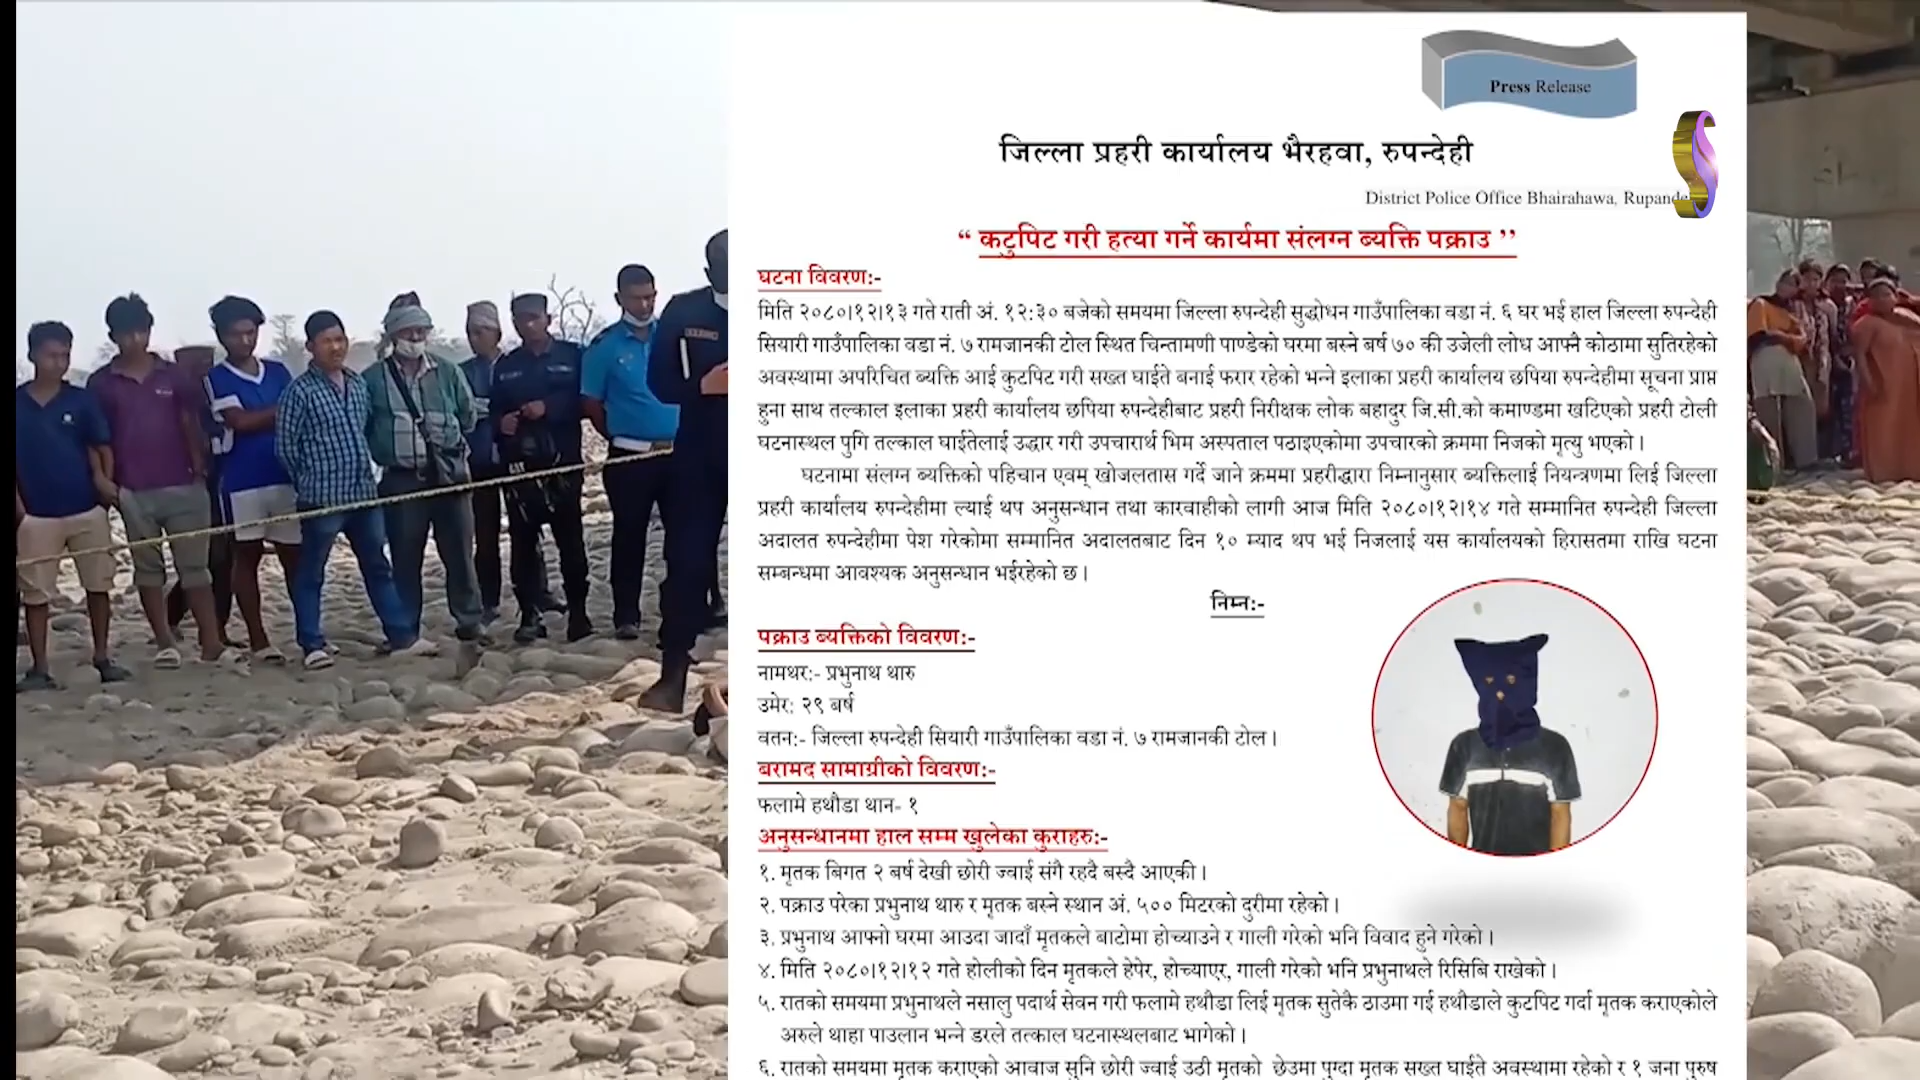 Press Release
जिल्ला प्रहरी कार्यालय भैरहवा, रुपन्देही
District Police Office Bhairahawa, Rupande
“ कटुपिट गरी हत्या गर्ने कार्यमा संलग्न ब्यक्ति पक्राउ ”
घटना विवरण:-
मिति २०८०।१२।१३ गते राती अं. १२:३० बजेको समयमा जिल्ला रुपन्देही सुद्धोधन गाउँपालिका वडा नं. ६ घर भई हाल जिल्ला रुपन्देही
सियारी गाउँपालिका वडा नं. ७ रामजानकी टोल स्थित चिन्तामणी पाण्डेको घरमा बस्ने बर्ष ७० की उजेली लोध आफ्नै कोठामा सुतिरहेको
अवस्थामा अपरिचित ब्यक्ति आई कुटपिट गरी सख्त घाईते बनाई फरार रहेको भन्ने इलाका प्रहरी कार्यालय छपिया रुपन्देहीमा सूचना प्राप्त
हुना साथ तत्काल इलाका प्रहरी कार्यालय छपिया रुपन्देहीबाट प्रहरी निरीक्षक लोक बहादुर जि.सी.को कमाण्डमा खटिएको प्रहरी टोली
घटनास्थल पुगि तत्काल घाईतेलाई उद्धार गरी उपचारार्थ भिम अस्पताल पठाइएकोमा उपचारको क्रममा निजको मृत्यु भएको।
घटनामा संलग्न ब्यक्तिको पहिचान एवम् खोजलतास गर्दे जाने क्रममा प्रहरीद्धारा निम्नानुसार ब्यक्तिलाई नियन्त्रणमा लिई जिल्ला
प्रहरी कार्यालय रुपन्देहीमा ल्याई थप अनुसन्धान तथा कारवाहीको लागी आज मिति २०८०।१२।१४ गते सम्मानित रुपन्देही जिल्ला
अदालत रुपन्देहीमा पेश गरेकोमा सम्मानित अदालतबाट दिन १० म्याद थप भई निजलाई यस कार्यालयको हिरासतमा राखि घटना
सम्बन्धमा आवश्यक अनुसन्धान भईरहेको छ।
निम्न:-
पक्राउ ब्यक्तिको विवरण:-
नामथर:- प्रभुनाथ थारु
उमेर: २९ बर्ष
वतन:- जिल्ला रुपन्देही सियारी गाउँपालिका वडा नं. ७ रामजानकी टोल।
बरामद सामाग्रीको विवरण:-
फलामे हथौडा थान- १
अनुसन्धानमा हाल सम्म खुलेका कुराहरु:-
१. मृतक बिगत २ बर्ष देखी छोरी ज्वाई संगै रहदै बस्दै आएकी।
२. पक्राउ परेका प्रभुनाथ थारु र मृतक बस्ने स्थान अं. ५०० मिटरको दुरीमा रहेको।
३. प्रभुनाथ आफ्नो घरमा आउदा जादाँ मृतकले बाटोमा होच्याउने र गाली गरेको भनि विवाद हुने गरेको।
४. मिति २०८०।१२।१२ गते होलीको दिन मृतकले हेपेर, होच्याएर, गाली गरेको भनि प्रभुनाथले रिसिबि राखेको।
५. रातको समयमा प्रभुनाथले नसालु पदार्थ सेवन गरी फलामे हथौडा लिई मृतक सुतेकै ठाउमा गई हथौडाले कुटपिट गर्दा मृतक कराएकोले
अरुले थाहा पाउलान भन्ने डरले तत्काल घटनास्थलबाट भागेको।
६. रातको समयमा मृतक कराएको आवाज सुनि छोरी ज्वाई उठी मृतको छेउमा पुग्दा मृतक सख्त घाईते अवस्थामा रहेको र १ जना पुरुष